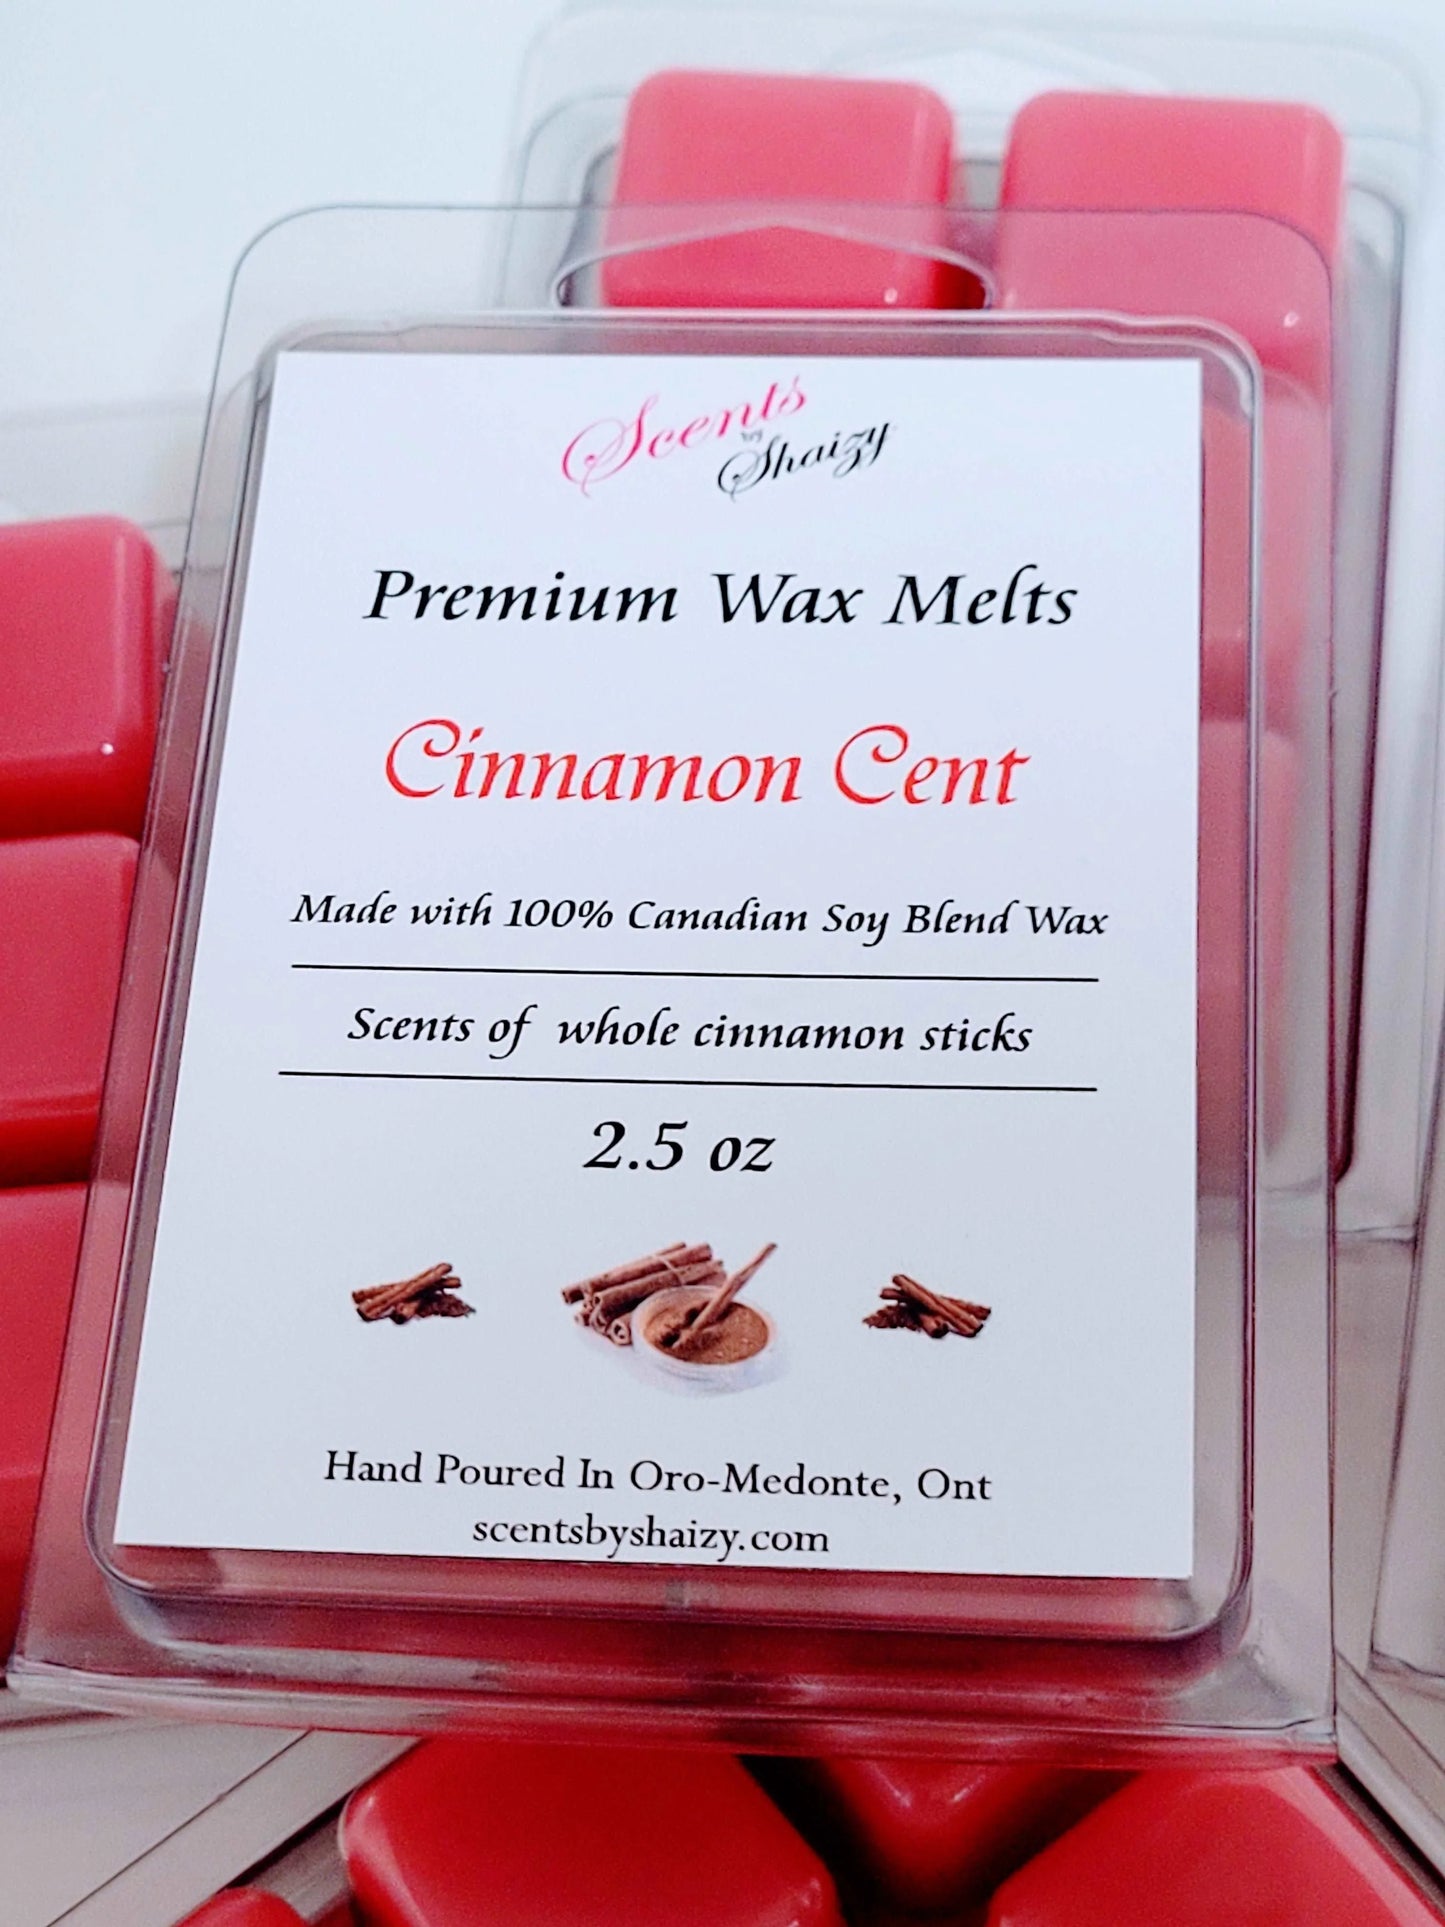 Scents
by
Shaizy
Premium Wax Melts
Cinnamon Cent
Made with 100% Canadian Soy Blend Wax
Scents of whole cinnamon sticks
2.5 oz
Hand Poured In Oro-Medonte, Ont
scentsbyshaizy.com